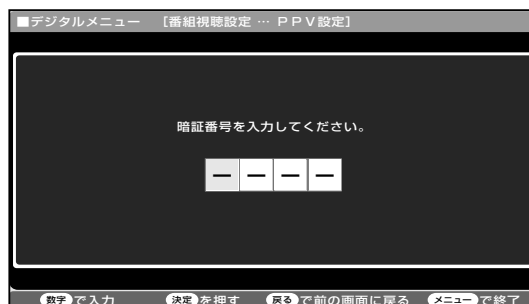 ■デジタルメニュー ［番組視聴設定 … PPV設定］
暗証番号を入力してください。
－ － － －
数字 で入力 決定 を押す 戻る で前の画面に戻る メニュー で終了